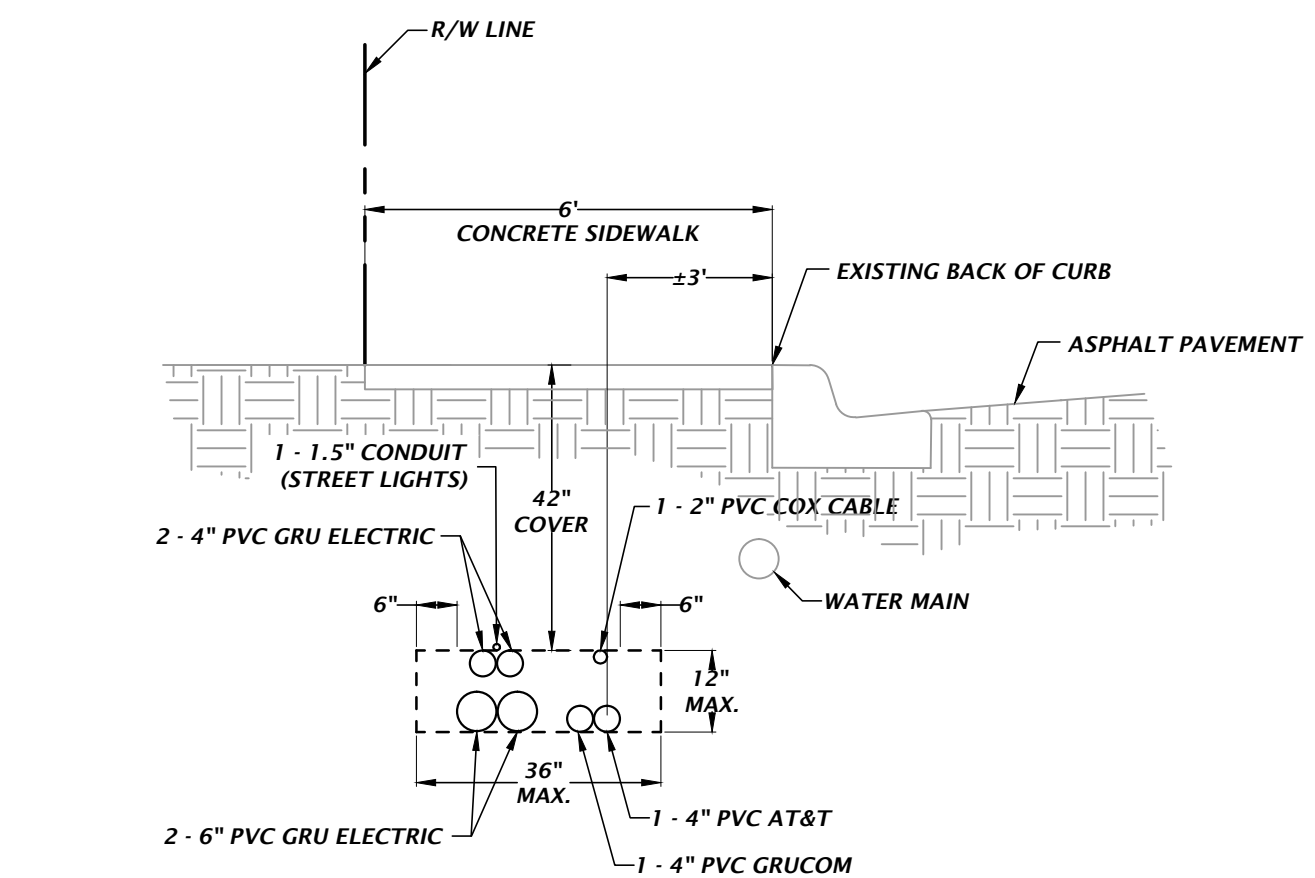 R/W LINE
6'
CONCRETE SIDEWALK
±3'
EXISTING BACK OF CURB
ASPHALT PAVEMENT
1 - 1.5" CONDUIT
(STREET LIGHTS)
42"
COVER
1 - 2" PVC COX CABLE
2 - 4" PVC GRU ELECTRIC
WATER MAIN
6"
6"
12"
MAX.
36"
MAX.
1 - 4" PVC AT&T
2 - 6" PVC GRU ELECTRIC
1 - 4" PVC GRUCOM